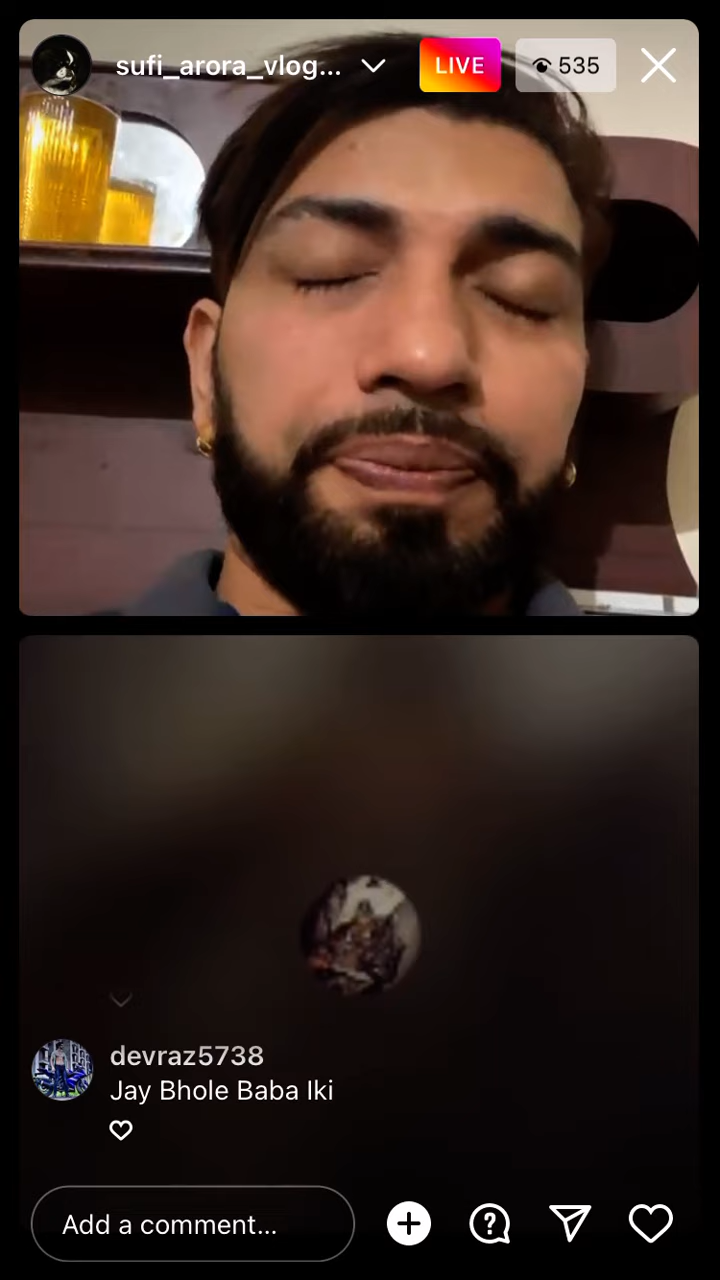 sufi_arora_vlog...
LIVE
535
devraz5738
Jay Bhole Baba Iki
Add a comment...